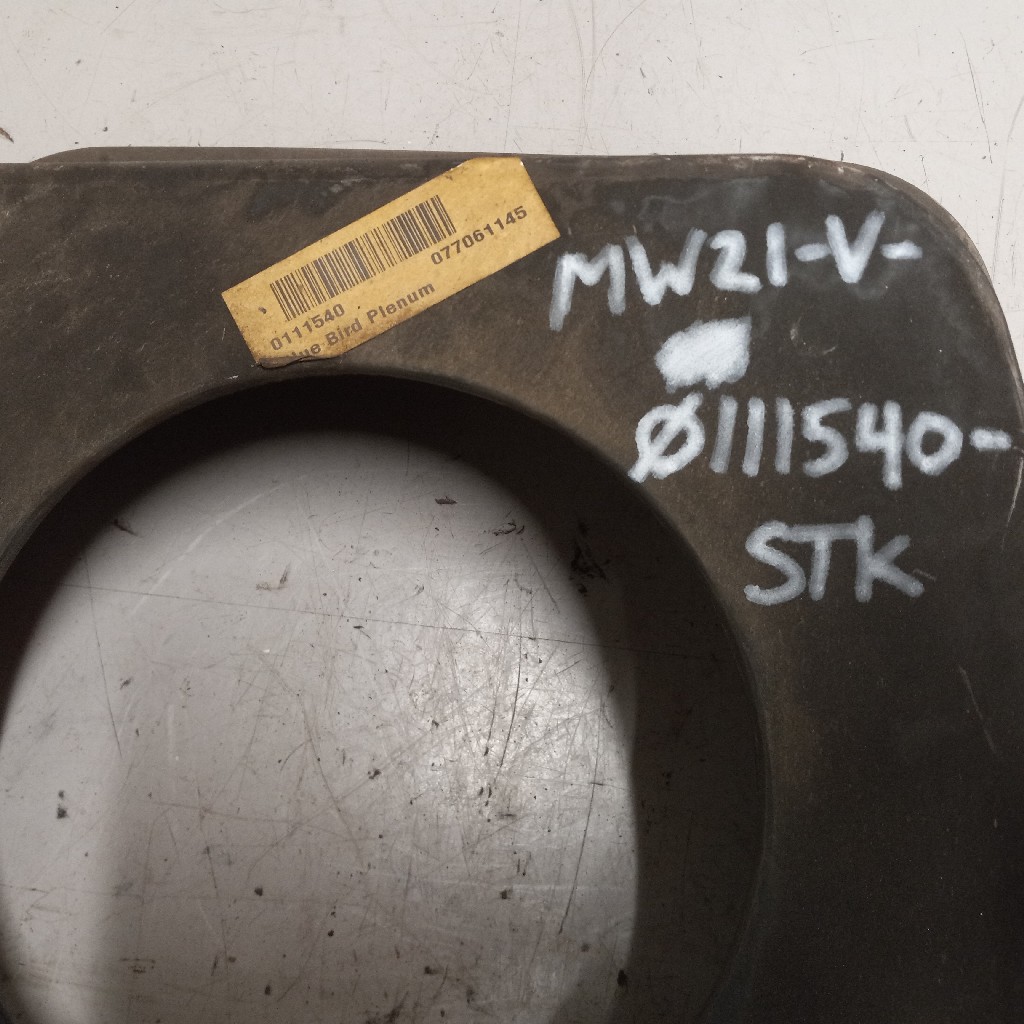 077061145
0111540
Bird Plenum
MW21-V-
Ø111540-
STK